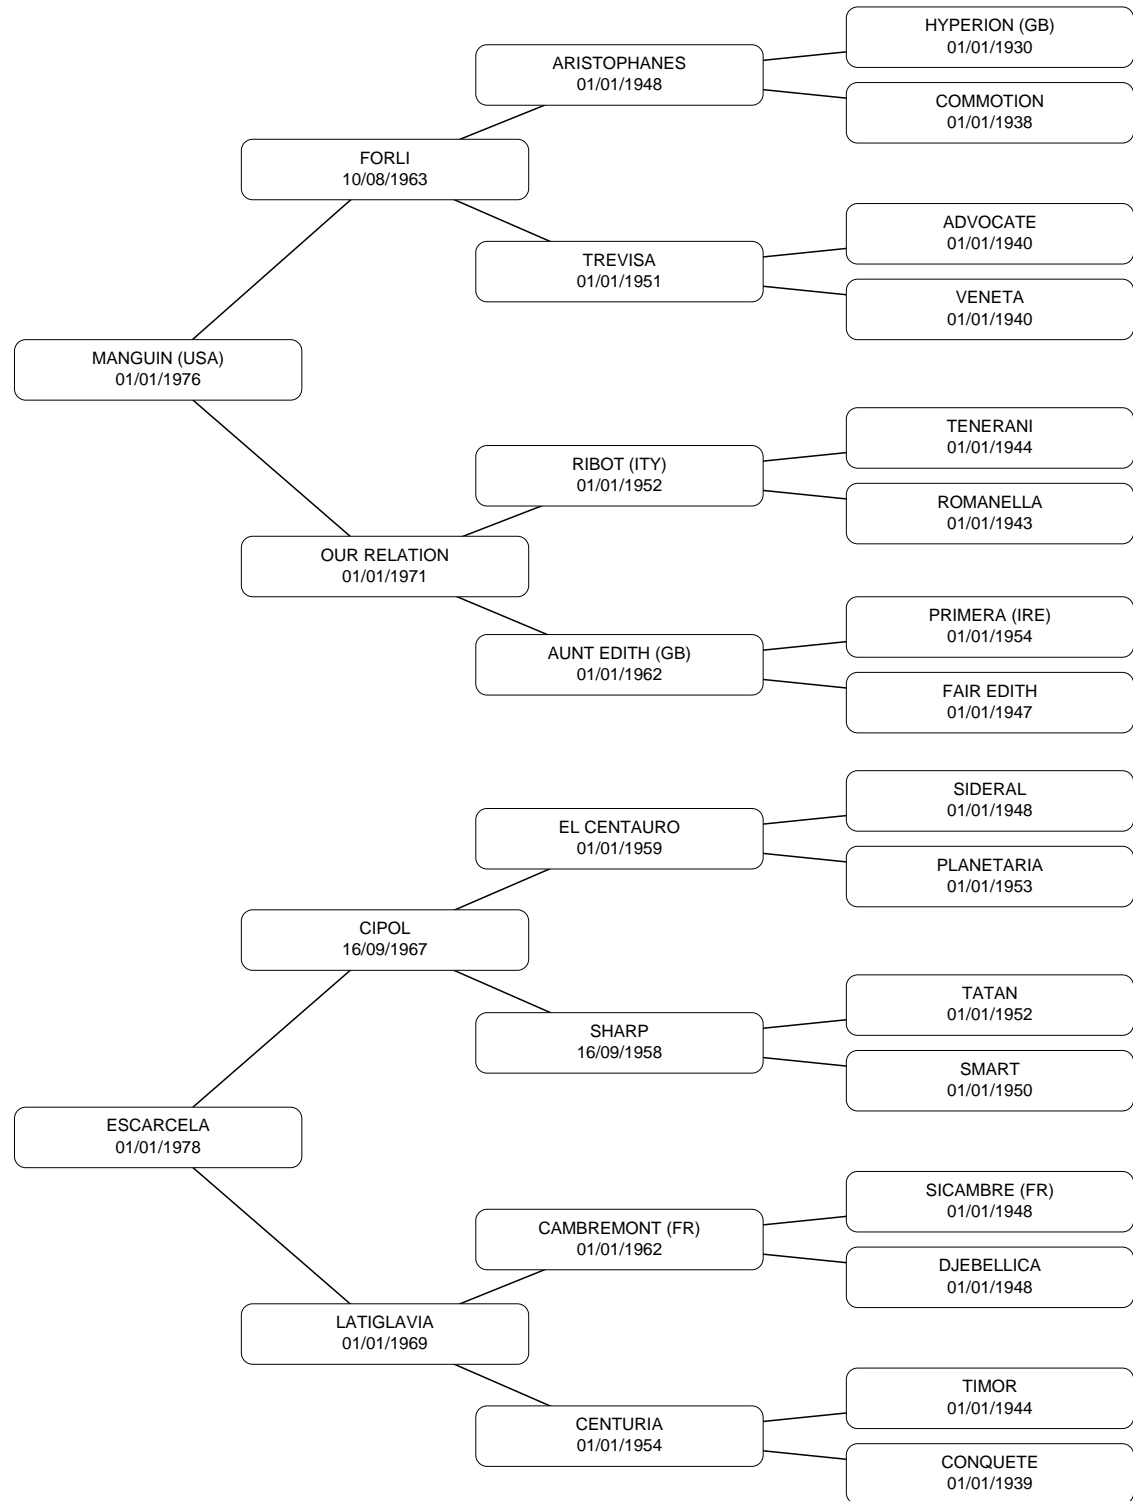 HYPERION (GB)
01/01/1930
ARISTOPHANES
01/01/1948
COMMOTION
01/01/1938
FORLI
10/08/1963
ADVOCATE
01/01/1940
TREVISA
01/01/1951
VENETA
01/01/1940
MANGUIN (USA)
01/01/1976
TENERANI
01/01/1944
RIBOT (ITY)
01/01/1952
ROMANELLA
01/01/1943
OUR RELATION
01/01/1971
PRIMERA (IRE)
01/01/1954
AUNT EDITH (GB)
01/01/1962
FAIR EDITH
01/01/1947
SIDERAL
01/01/1948
EL CENTAURO
01/01/1959
PLANETARIA
01/01/1953
CIPOL
16/09/1967
TATAN
01/01/1952
SHARP
16/09/1958
SMART
01/01/1950
ESCARCELA
01/01/1978
SICAMBRE (FR)
01/01/1948
CAMBREMONT (FR)
01/01/1962
DJEBELLICA
01/01/1948
LATIGLAVIA
01/01/1969
TIMOR
01/01/1944
CENTURIA
01/01/1954
CONQUETE
01/01/1939